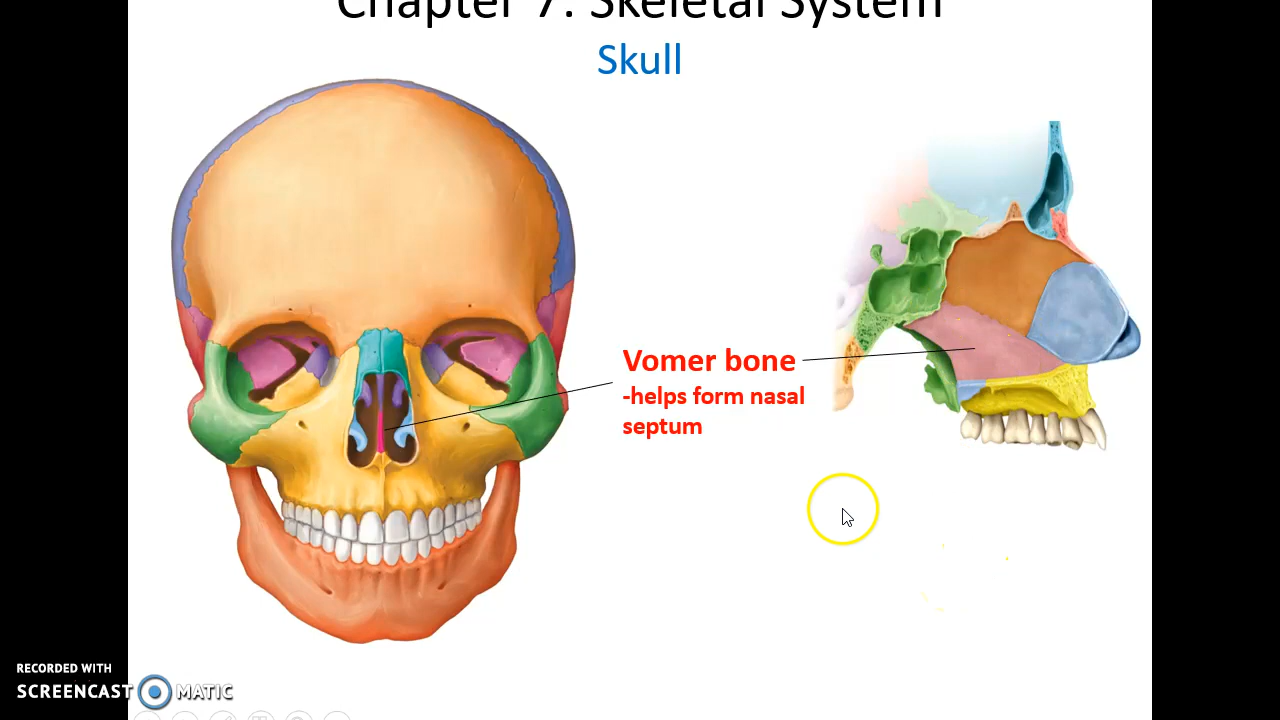 Chapter 7: Skeletal System
Skull
Vomer bone
-helps form nasal
septum
RECORDED WITH
SCREENCAST MATIC